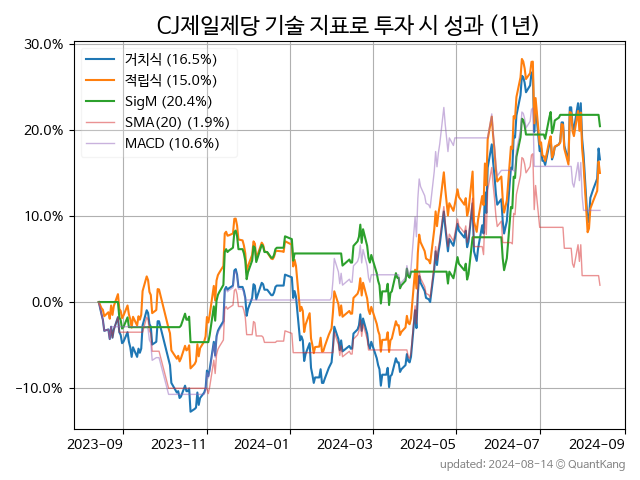 CJ제일제당 기술 지표로 투자 시 성과 (1년)
30.0%
20.0%
10.0%
0.0%
−10.0%
거치식 (16.5%)
적립식 (15.0%)
SigM (20.4%)
SMA(20) (1.9%)
MACD (10.6%)
2023-09 2023-11 2024-01 2024-03 2024-05 2024-07 2024-09
updated: 2024-08-14 © QuantKang